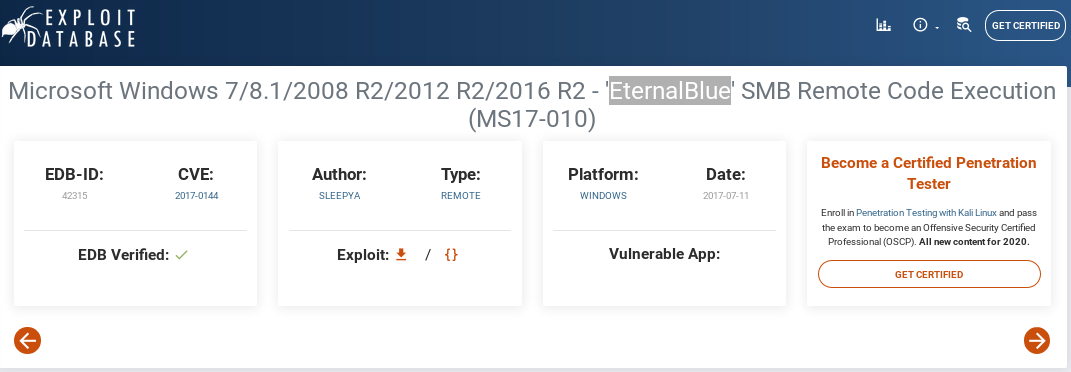 EXPLOIT
DATABASE
GET CERTIFIED
Microsoft Windows 7/8.1/2008 R2/2012 R2/2016 R2 - 'EternalBlue' SMB Remote Code Execution
(MS17-010)
EDB-ID:
42315
CVE:
2017-0144
EDB Verified:
Author:
SLEEPYA
Type:
REMOTE
Exploit: / {}
Platform:
WINDOWS
Date:
2017-07-11
Vulnerable App:
Become a Certified Penetration
Tester
Enroll in Penetration Testing with Kali Linux and pass
the exam to become an Offensive Security Certified
Professional (OSCP). All new content for 2020.
GET CERTIFIED